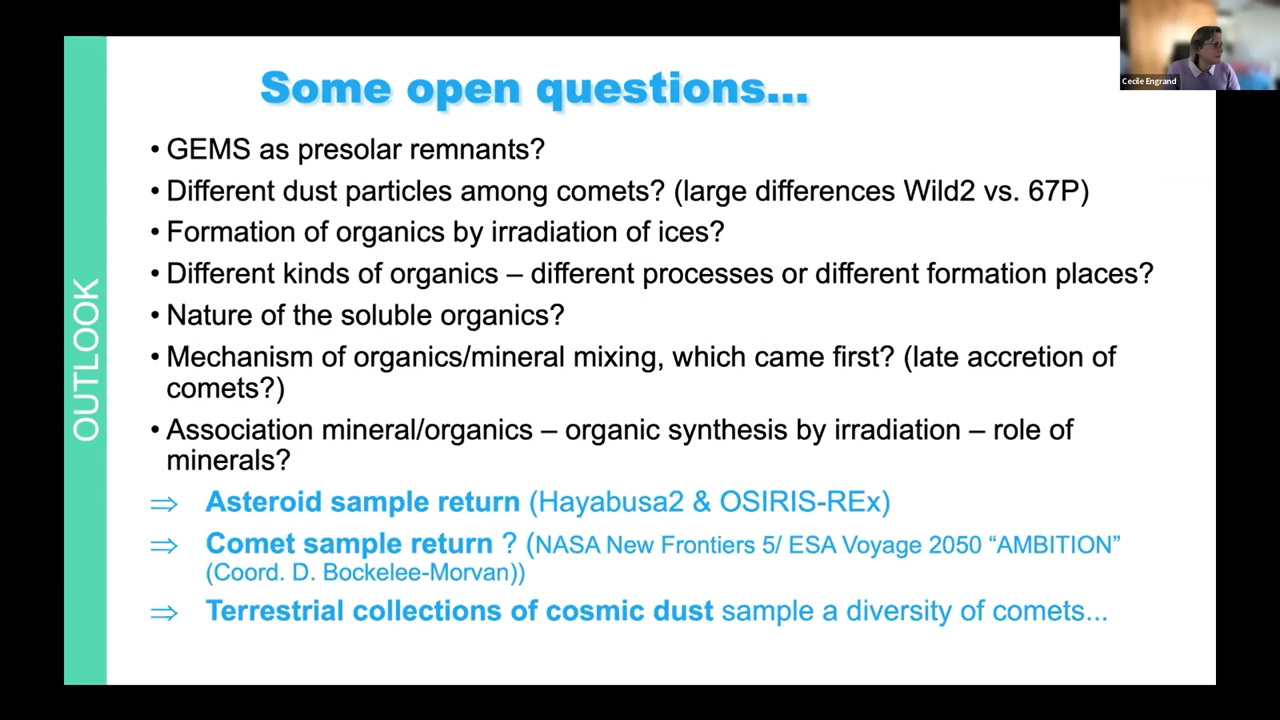 Some open questions...
• GEMS as presolar remnants?
• Different dust particles among comets? (large differences Wild2 vs. 67P)
• Formation of organics by irradiation of ices?
• Different kinds of organics – different processes or different formation places?
• Nature of the soluble organics?
• Mechanism of organics/mineral mixing, which came first? (late accretion of
comets?)
• Association mineral/organics – organic synthesis by irradiation – role of
minerals?
⇒ Asteroid sample return (Hayabusa2 & OSIRIS-REx)
⇒ Comet sample return ? (NASA New Frontiers 5/ ESA Voyage 2050 “AMBITION”
(Coord. D. Bockelee-Morvan))
⇒ Terrestrial collections of cosmic dust sample a diversity of comets...
OUTLOOK
Cecile Engrand